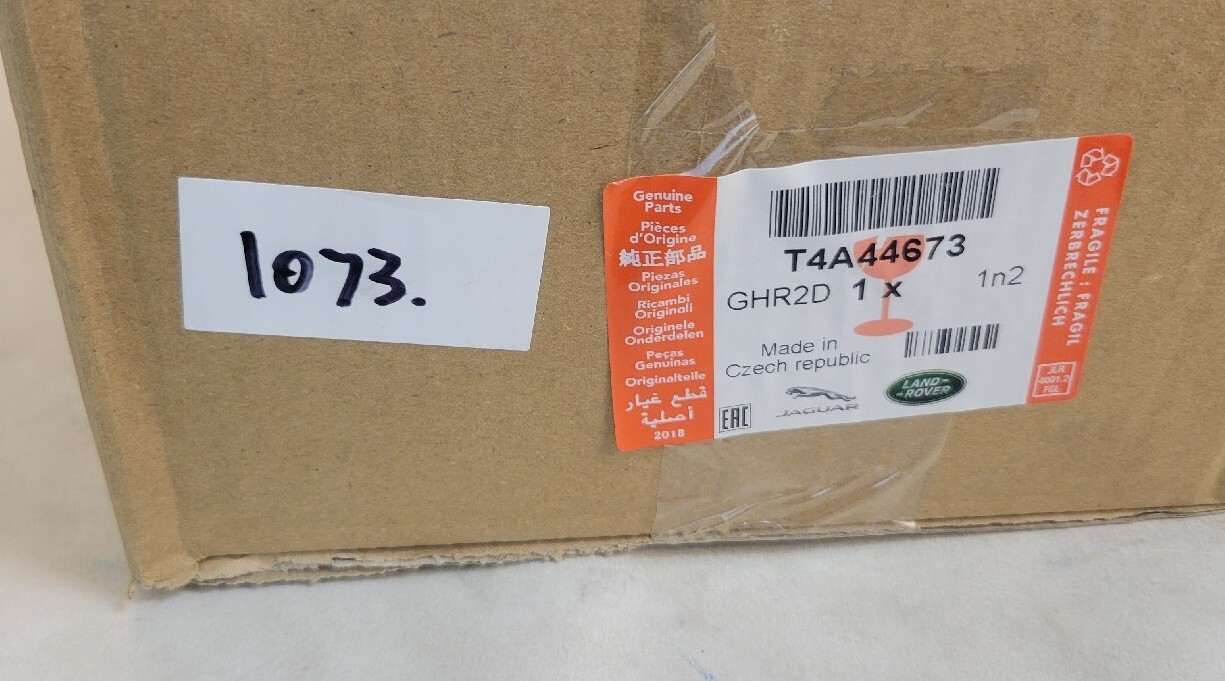 1073.
Genuine
Parts
Pièces
d'Origine
純正部品
Piezas
Originales
Ricambi
Originali
Originele
Onderdelen
Peças
Genuinas
Originalteile
قطع غيار
أصلية
2018
T4A44673
GHR2D 1 x 1n2
Made in
Czech republic
EAC
JAGUAR
LAND-
-ROVER
FRAGILE : FRAGIL
ZERBRECHLICH
JLR
4001.2
FGL